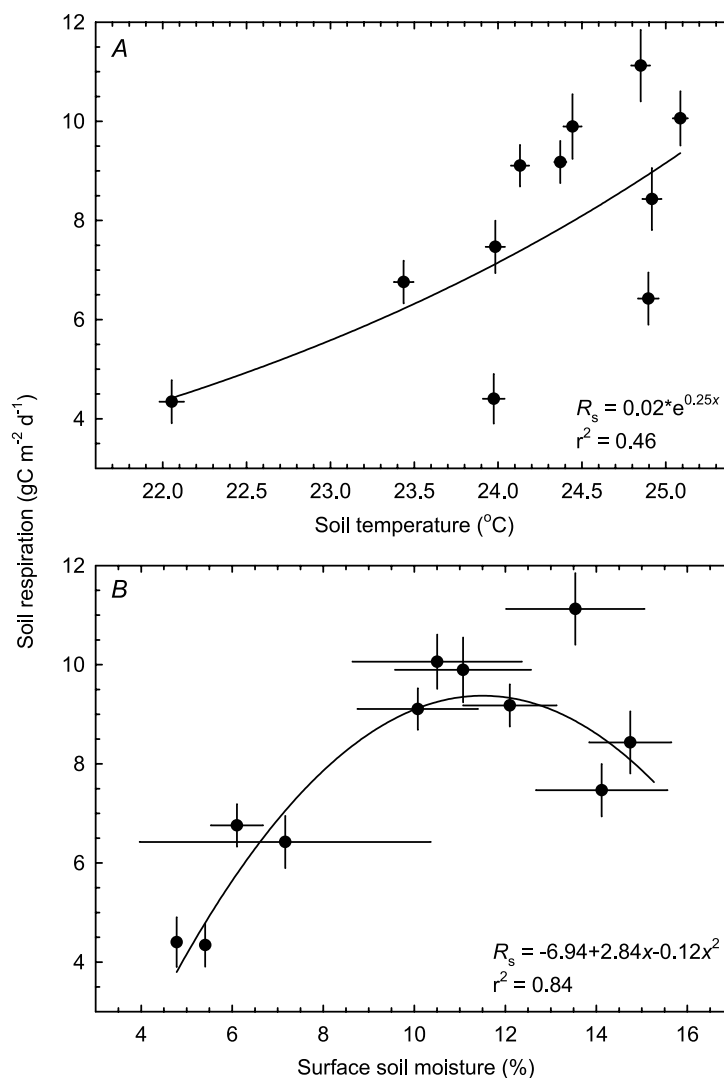 A
12
10
8
6
4
R_s = 0.02*e^0.25x
r² = 0.46
22.0 22.5 23.0 23.5 24.0 24.5 25.0
Soil temperature (°C)
Soil respiration (gC m⁻² d⁻¹)
B
12
10
8
6
4
R_s = -6.94+2.84x-0.12x²
r² = 0.84
4 6 8 10 12 14 16
Surface soil moisture (%)